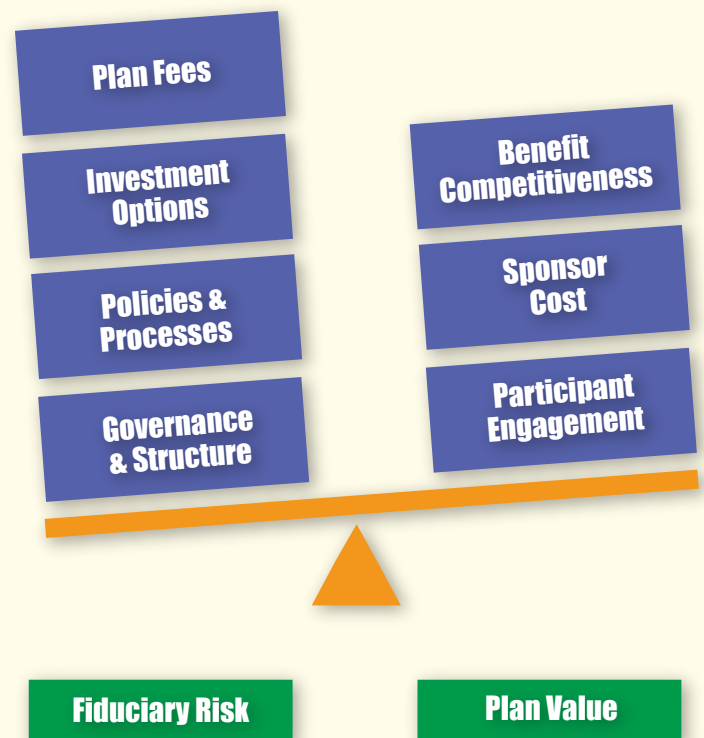 Plan Fees
Investment
Options
Policies &
Processes
Governance
& Structure
Benefit
Competitiveness
Sponsor
Cost
Participant
Engagement
Fiduciary Risk
Plan Value